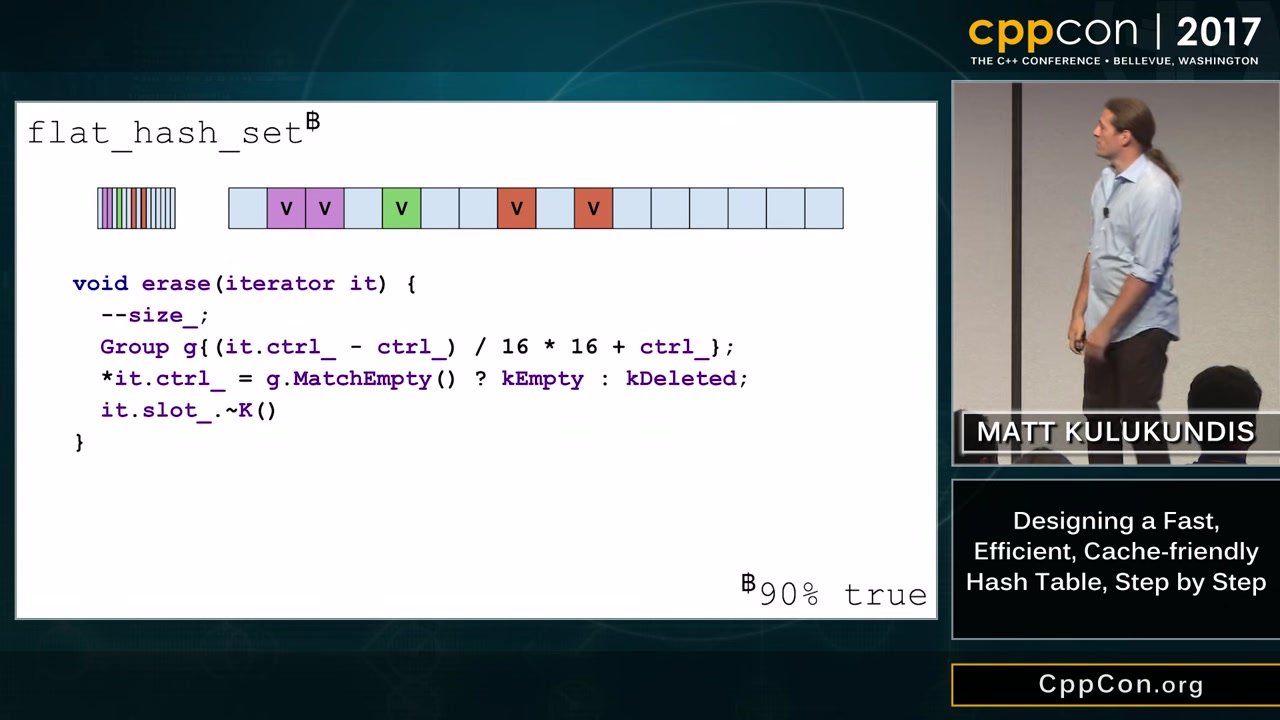 cppcon | 2017
THE C++ CONFERENCE • BELLEVUE, WASHINGTON
flat_hash_set฿
v v v v v
void erase(iterator it) {
--size_;
Group g{(it.ctrl_ - ctrl_) / 16 * 16 + ctrl_};
*it.ctrl_ = g.MatchEmpty() ? kEmpty : kDeleted;
it.slot_.~K()
}
฿90% true
MATT KULUKUNDIS
Designing a Fast,
Efficient, Cache-friendly
Hash Table, Step by Step
CppCon.org